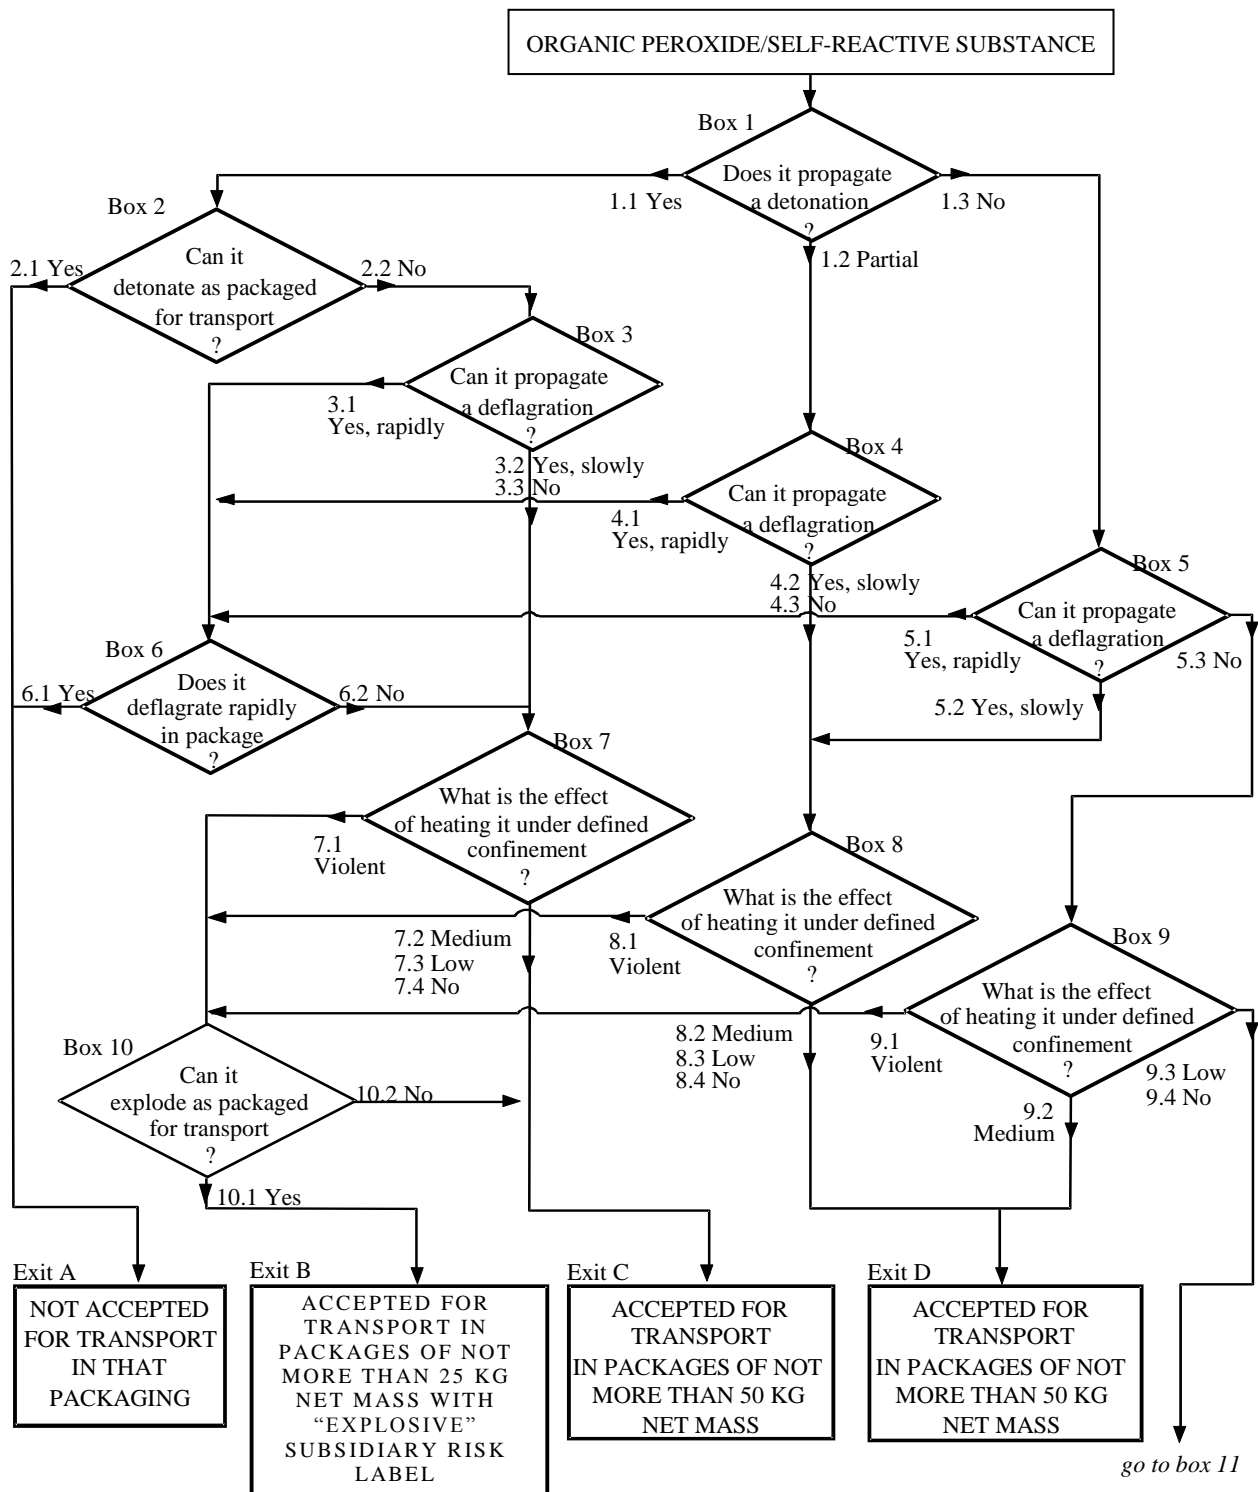 ORGANIC PEROXIDE/SELF-REACTIVE SUBSTANCE
Box 1
Does it propagate
a detonation
?
1.1 Yes
1.3 No
1.2 Partial
Box 2
Can it
detonate as packaged
for transport
?
2.1 Yes
2.2 No
Box 3
Can it propagate
a deflagration
?
3.1
Yes, rapidly
3.2 Yes, slowly
3.3 No
Box 4
Can it propagate
a deflagration
?
4.1
Yes, rapidly
4.2 Yes, slowly
4.3 No
Box 5
Can it propagate
a deflagration
?
5.1
Yes, rapidly
5.3 No
5.2 Yes, slowly
Box 6
Does it
deflagrate rapidly
in package
?
6.1 Yes
6.2 No
Box 7
What is the effect
of heating it under defined
confinement
?
7.1
Violent
7.2 Medium
7.3 Low
7.4 No
Box 8
What is the effect
of heating it under defined
confinement
?
8.1
Violent
8.2 Medium
8.3 Low
8.4 No
Box 9
What is the effect
of heating it under defined
confinement
?
9.1
Violent
9.3 Low
9.4 No
9.2
Medium
Box 10
Can it
explode as packaged
for transport
?
10.2 No
10.1 Yes
Exit A
NOT ACCEPTED
FOR TRANSPORT
IN THAT
PACKAGING
Exit B
ACCEPTED FOR
TRANSPORT IN
PACKAGES OF NOT
MORE THAN 25 KG
NET MASS WITH
“EXPLOSIVE”
SUBSIDIARY RISK
LABEL
Exit C
ACCEPTED FOR
TRANSPORT
IN PACKAGES OF NOT
MORE THAN 50 KG
NET MASS
Exit D
ACCEPTED FOR
TRANSPORT
IN PACKAGES OF NOT
MORE THAN 50 KG
NET MASS
go to box 11